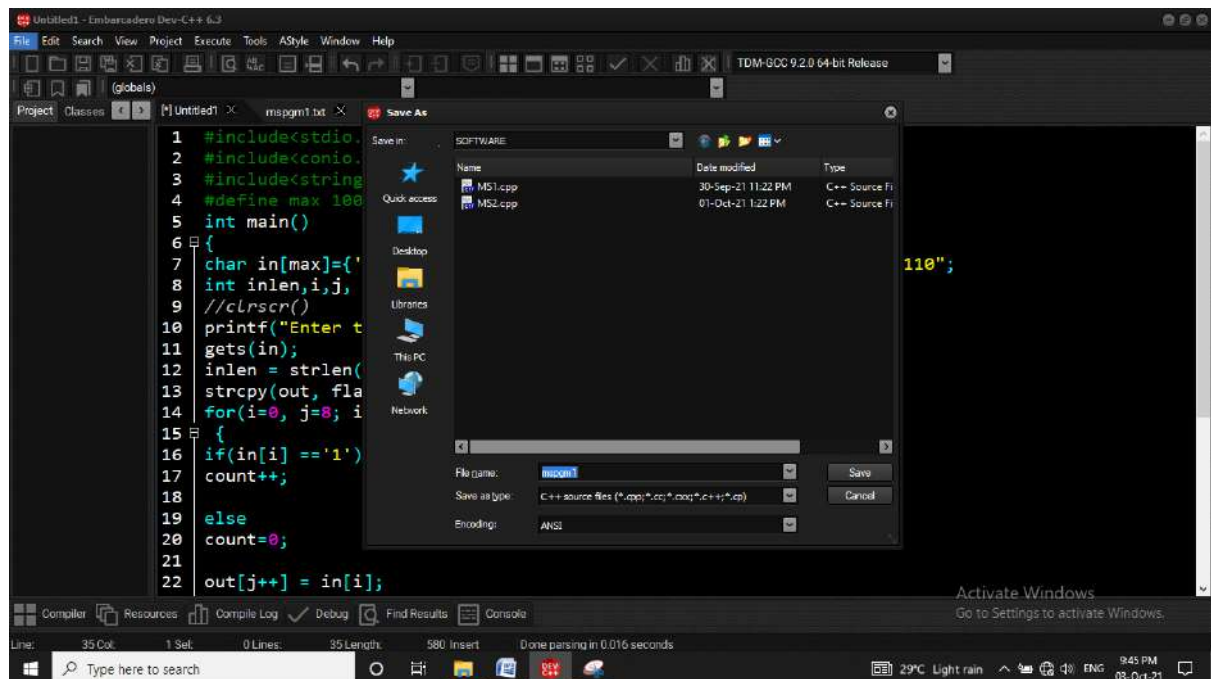 Untitled1 - Embarcadero Dev-C++ 6.3
File Edit Search View Project Execute Tools AStyle Window Help
TDM-GCC 9.2.0 64-bit Release
(globals)
Project Classes [*] Untitled1 mspgm1.txt
Save As
Save in: SOFTWARE
Name Date modified Type
MS1.cpp 30-Sep-21 11:22 PM C++ Source Fi
MS2.cpp 01-Oct-21 1:22 PM C++ Source Fi
Quick access
Desktop
Libraries
This PC
Network
File name: mspgm1 Save
Save as type: C++ source files (*.cpp;*.cc;*.cxx;*.c++;*.cp) Cancel
Encoding: ANSI
1 #include<stdio.
2 #include<conio.
3 #include<string
4 #define max 100
5 int main()
6 {
7 char in[max]={' 110";
8 int inlen,i,j,
9 //clrscr()
10 printf("Enter t
11 gets(in);
12 inlen = strlen(
13 strcpy(out, fla
14 for(i=0, j=8; i
15 {
16 if(in[i] =='1')
17 count++;
18
19 else
20 count=0;
21
22 out[j++] = in[i];
Activate Windows
Go to Settings to activate Windows.
Compiler Resources Compile Log Debug Find Results Console
Line: 35 Col: 1 Sel: 0 Lines: 35 Length: 580 Insert Done parsing in 0.016 seconds
Type here to search
29°C Light rain ENG 9:45 PM
03-Oct-21